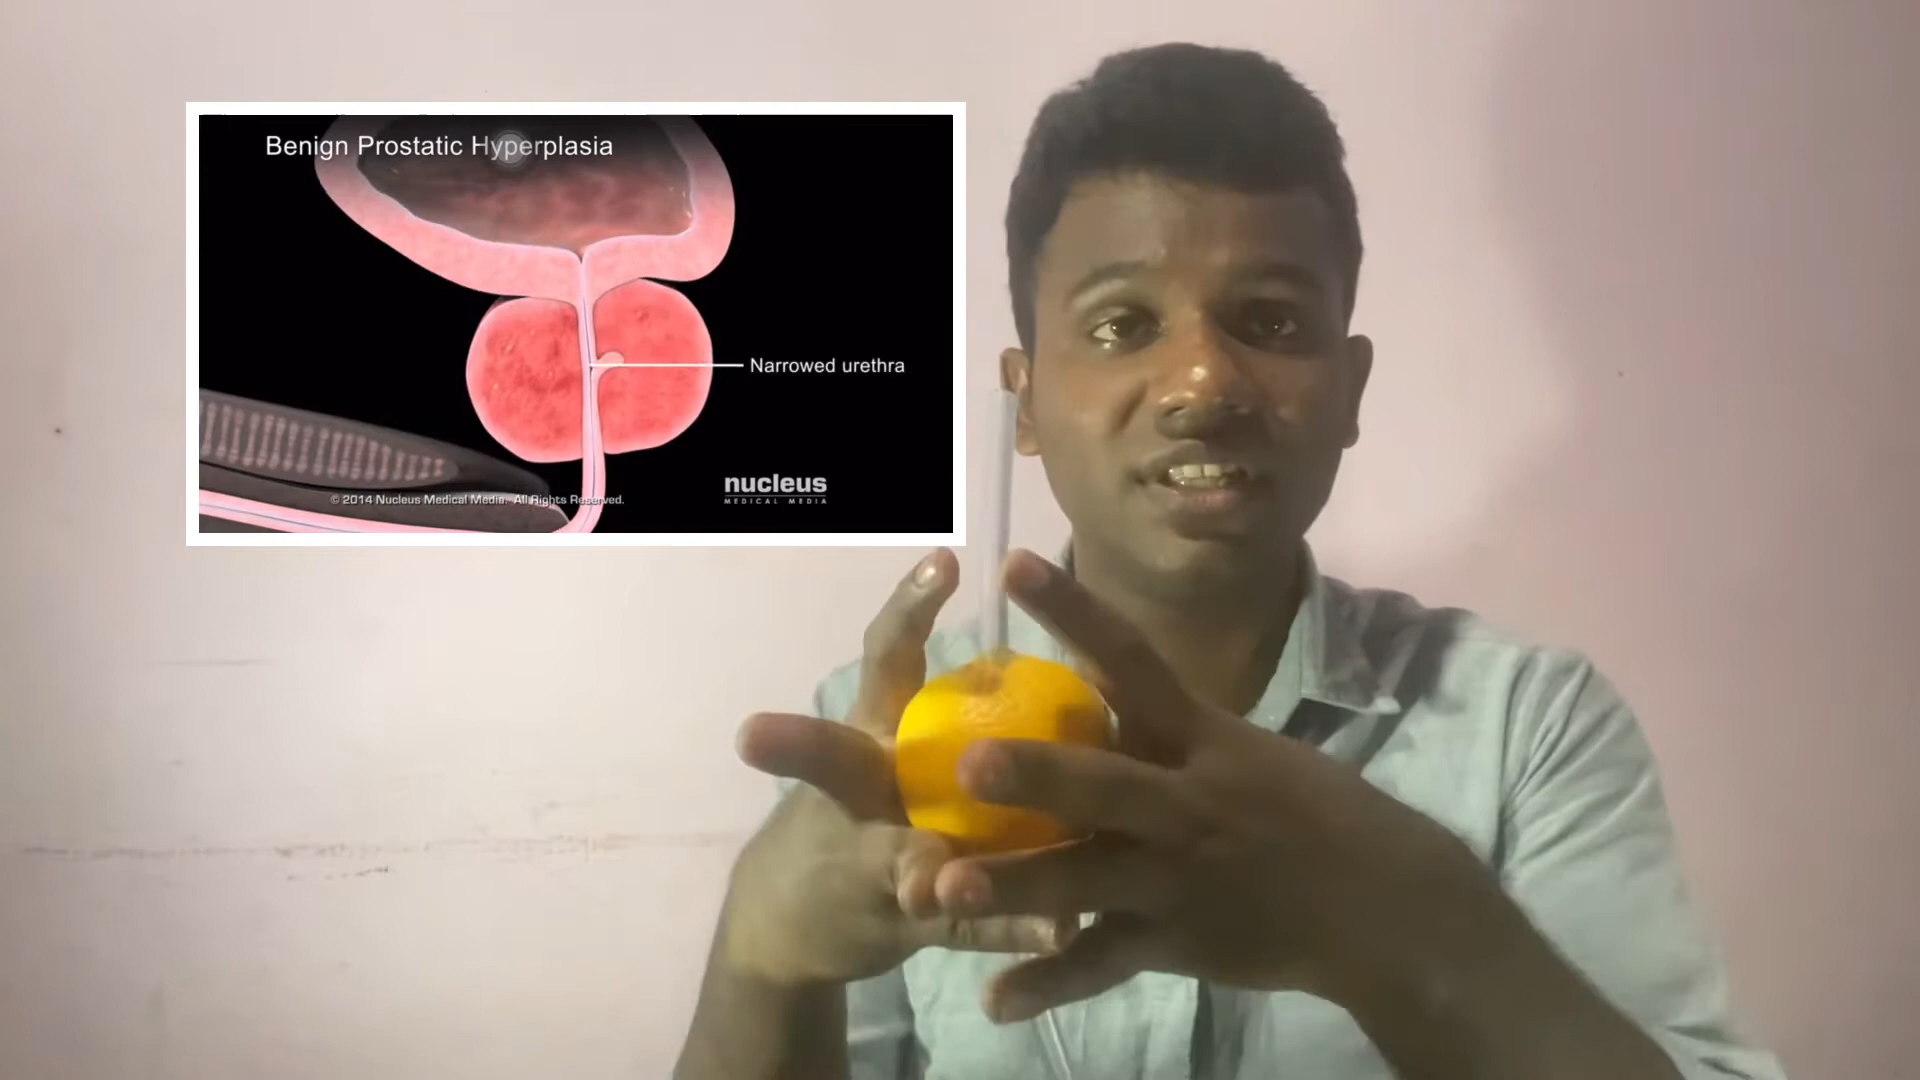 Benign Prostatic Hyperplasia
Narrowed urethra
nucleus
MEDICAL MEDIA
© 2014 Nucleus Medical Media. All Rights Reserved.